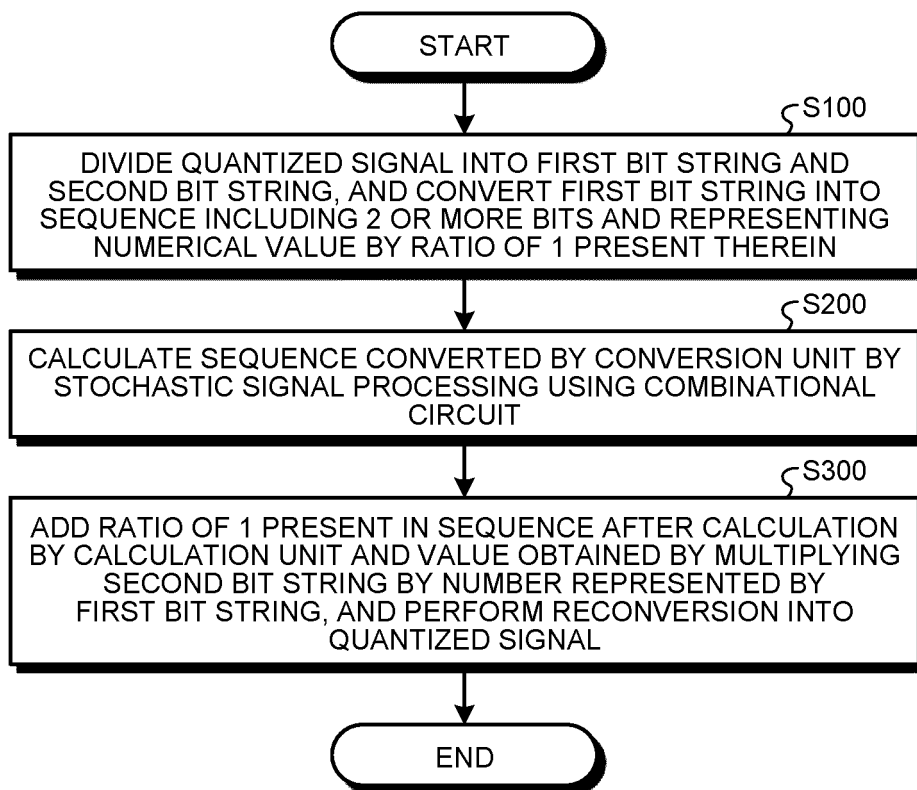 START
S100
DIVIDE QUANTIZED SIGNAL INTO FIRST BIT STRING AND
SECOND BIT STRING, AND CONVERT FIRST BIT STRING INTO
SEQUENCE INCLUDING 2 OR MORE BITS AND REPRESENTING
NUMERICAL VALUE BY RATIO OF 1 PRESENT THEREIN
S200
CALCULATE SEQUENCE CONVERTED BY CONVERSION UNIT BY
STOCHASTIC SIGNAL PROCESSING USING COMBINATIONAL
CIRCUIT
S300
ADD RATIO OF 1 PRESENT IN SEQUENCE AFTER CALCULATION
BY CALCULATION UNIT AND VALUE OBTAINED BY MULTIPLYING
SECOND BIT STRING BY NUMBER REPRESENTED BY
FIRST BIT STRING, AND PERFORM RECONVERSION INTO
QUANTIZED SIGNAL
END